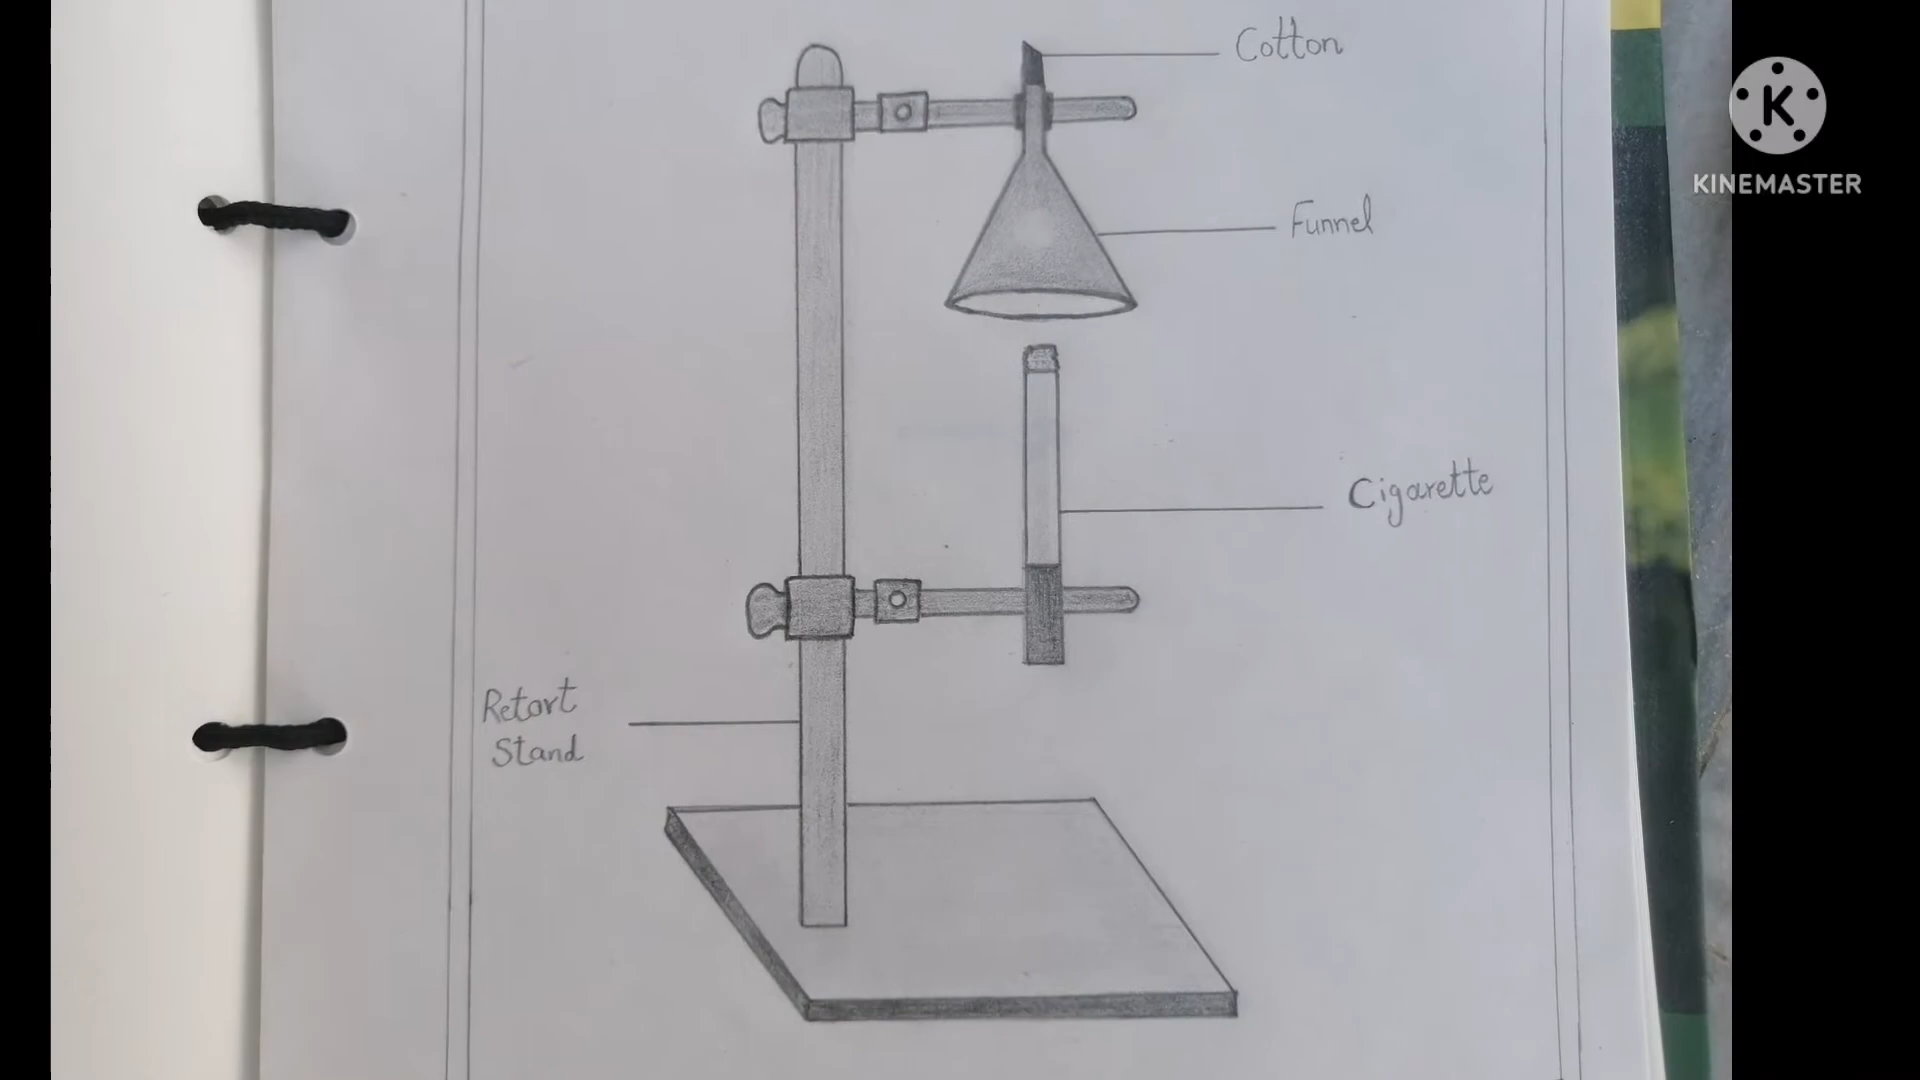 Cotton
KINEMASTER
Funnel
Cigarette
Retort
Stand